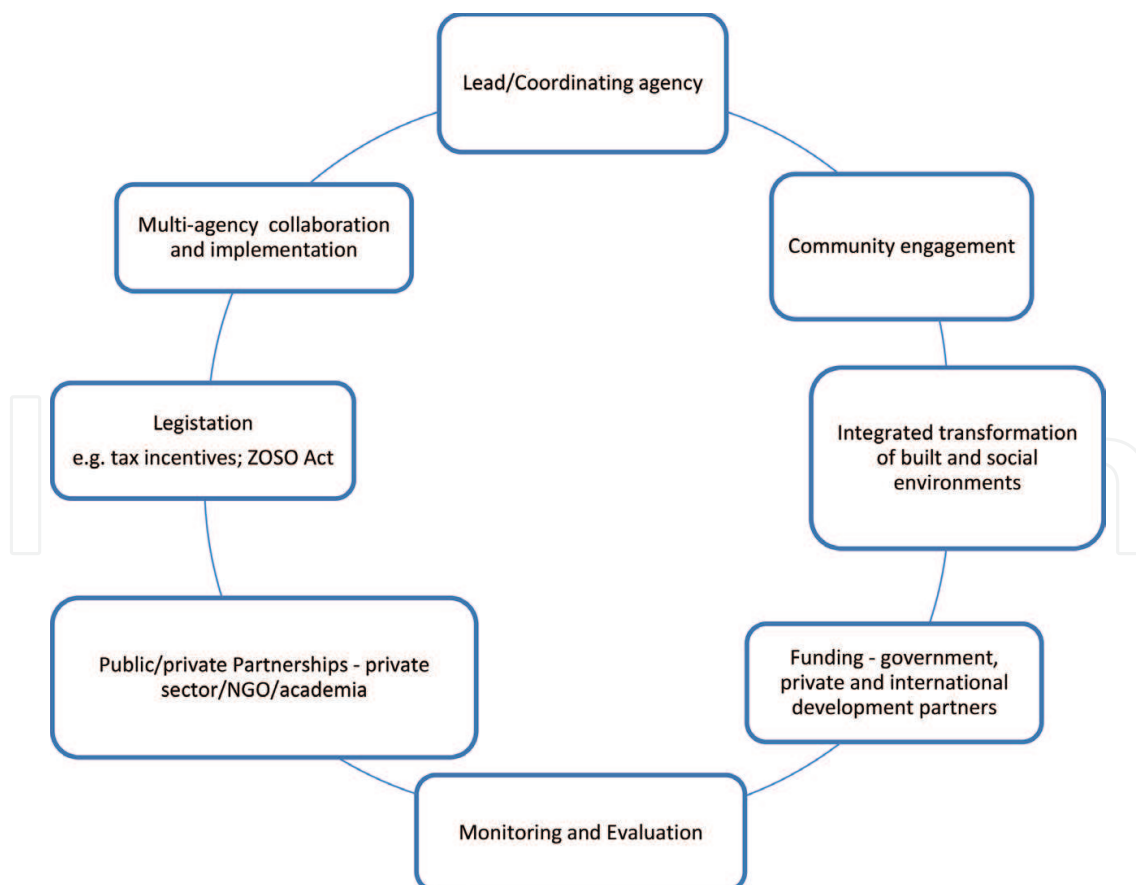 Lead/Coordinating agency
Community engagement
Integrated transformation
of built and social
environments
Funding - government,
private and international
development partners
Monitoring and Evaluation
Public/private Partnerships - private
sector/NGO/academia
Legistation
e.g. tax incentives; ZOSO Act
Multi-agency collaboration
and implementation